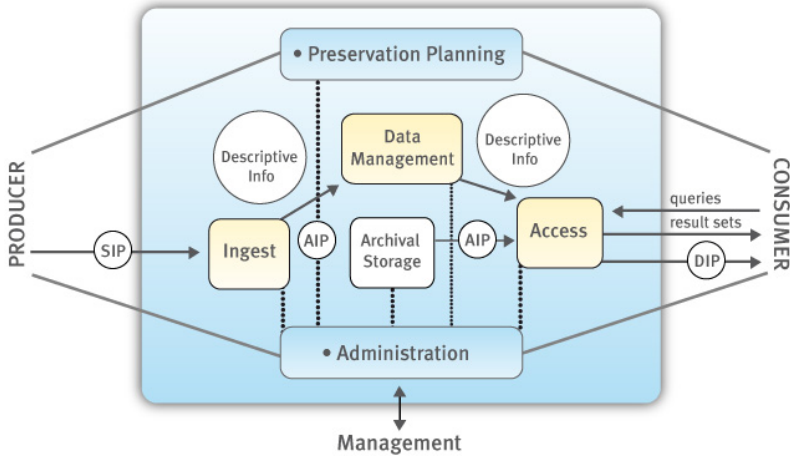 • Preservation Planning
Descriptive
Info
Data
Management
Descriptive
Info
PRODUCER
SIP
Ingest
AIP
Archival
Storage
AIP
Access
queries
result sets
DIP
CONSUMER
• Administration
Management